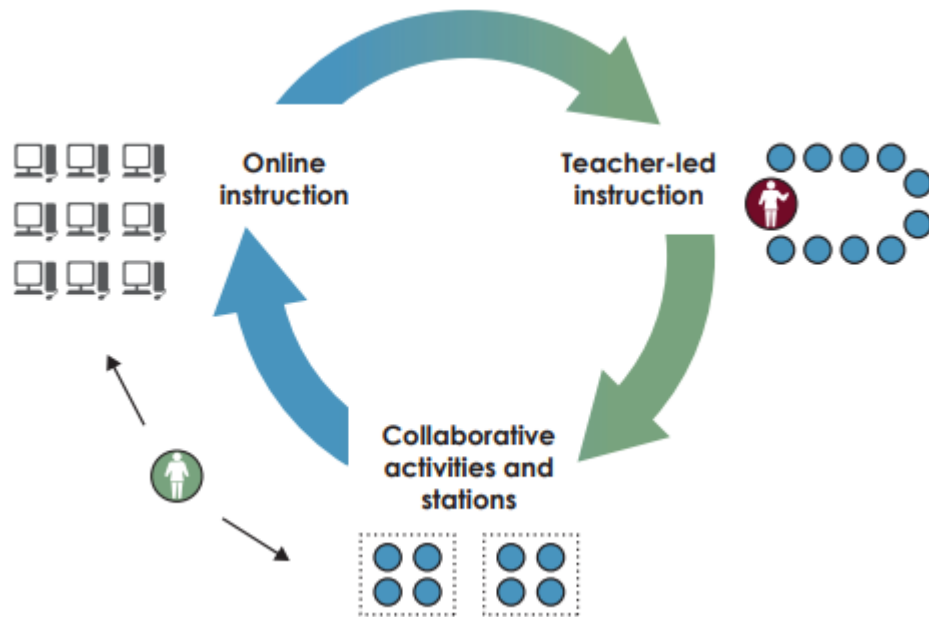 Online
instruction
Teacher-led
instruction
Collaborative
activities and
stations